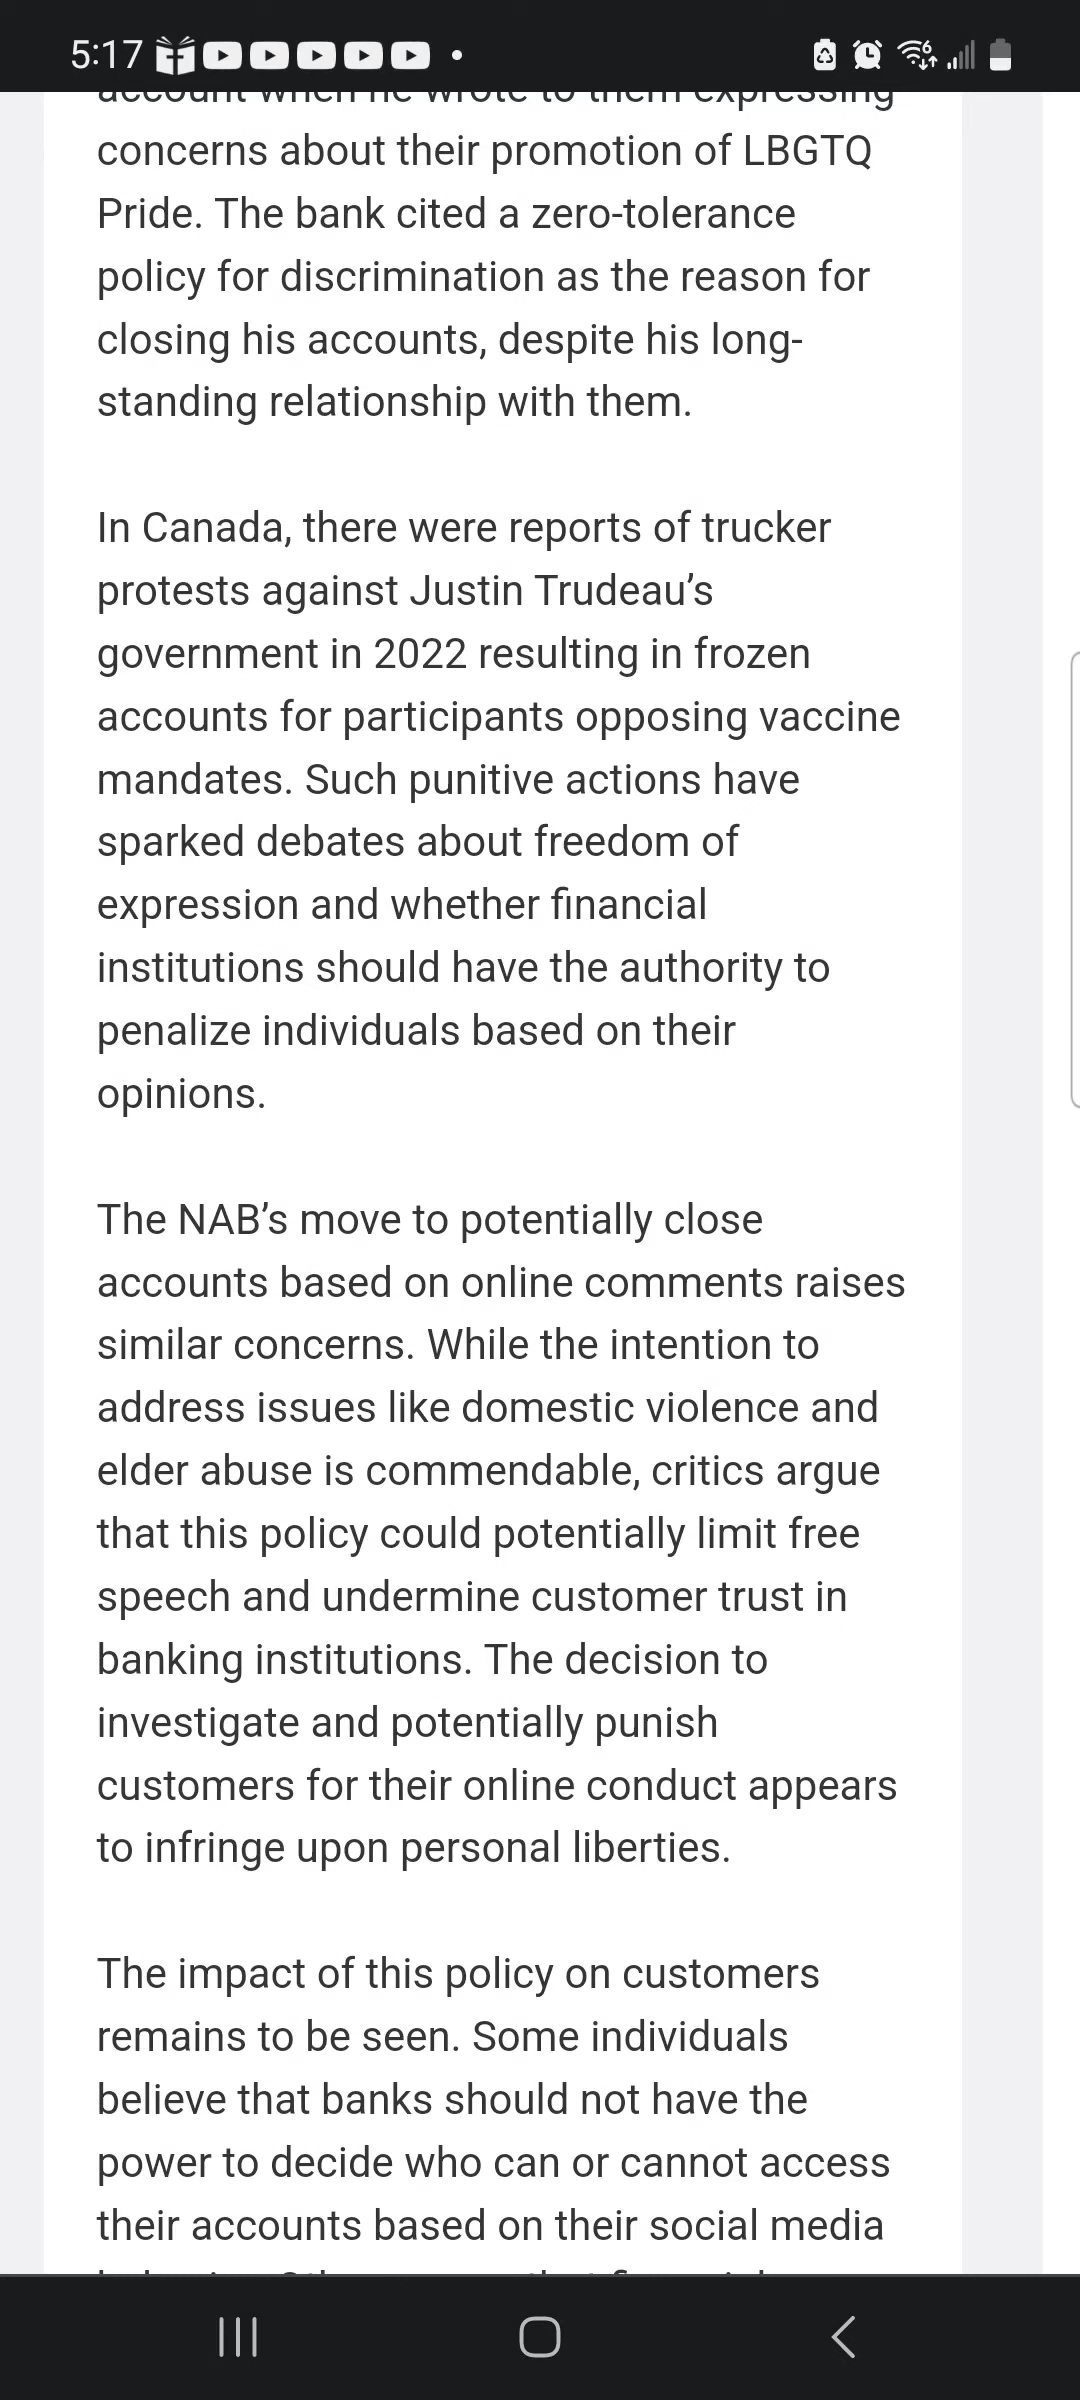 5:17
account when he wrote to them expressing
concerns about their promotion of LBGTQ
Pride. The bank cited a zero-tolerance
policy for discrimination as the reason for
closing his accounts, despite his long-
standing relationship with them.
In Canada, there were reports of trucker
protests against Justin Trudeau’s
government in 2022 resulting in frozen
accounts for participants opposing vaccine
mandates. Such punitive actions have
sparked debates about freedom of
expression and whether financial
institutions should have the authority to
penalize individuals based on their
opinions.
The NAB’s move to potentially close
accounts based on online comments raises
similar concerns. While the intention to
address issues like domestic violence and
elder abuse is commendable, critics argue
that this policy could potentially limit free
speech and undermine customer trust in
banking institutions. The decision to
investigate and potentially punish
customers for their online conduct appears
to infringe upon personal liberties.
The impact of this policy on customers
remains to be seen. Some individuals
believe that banks should not have the
power to decide who can or cannot access
their accounts based on their social media